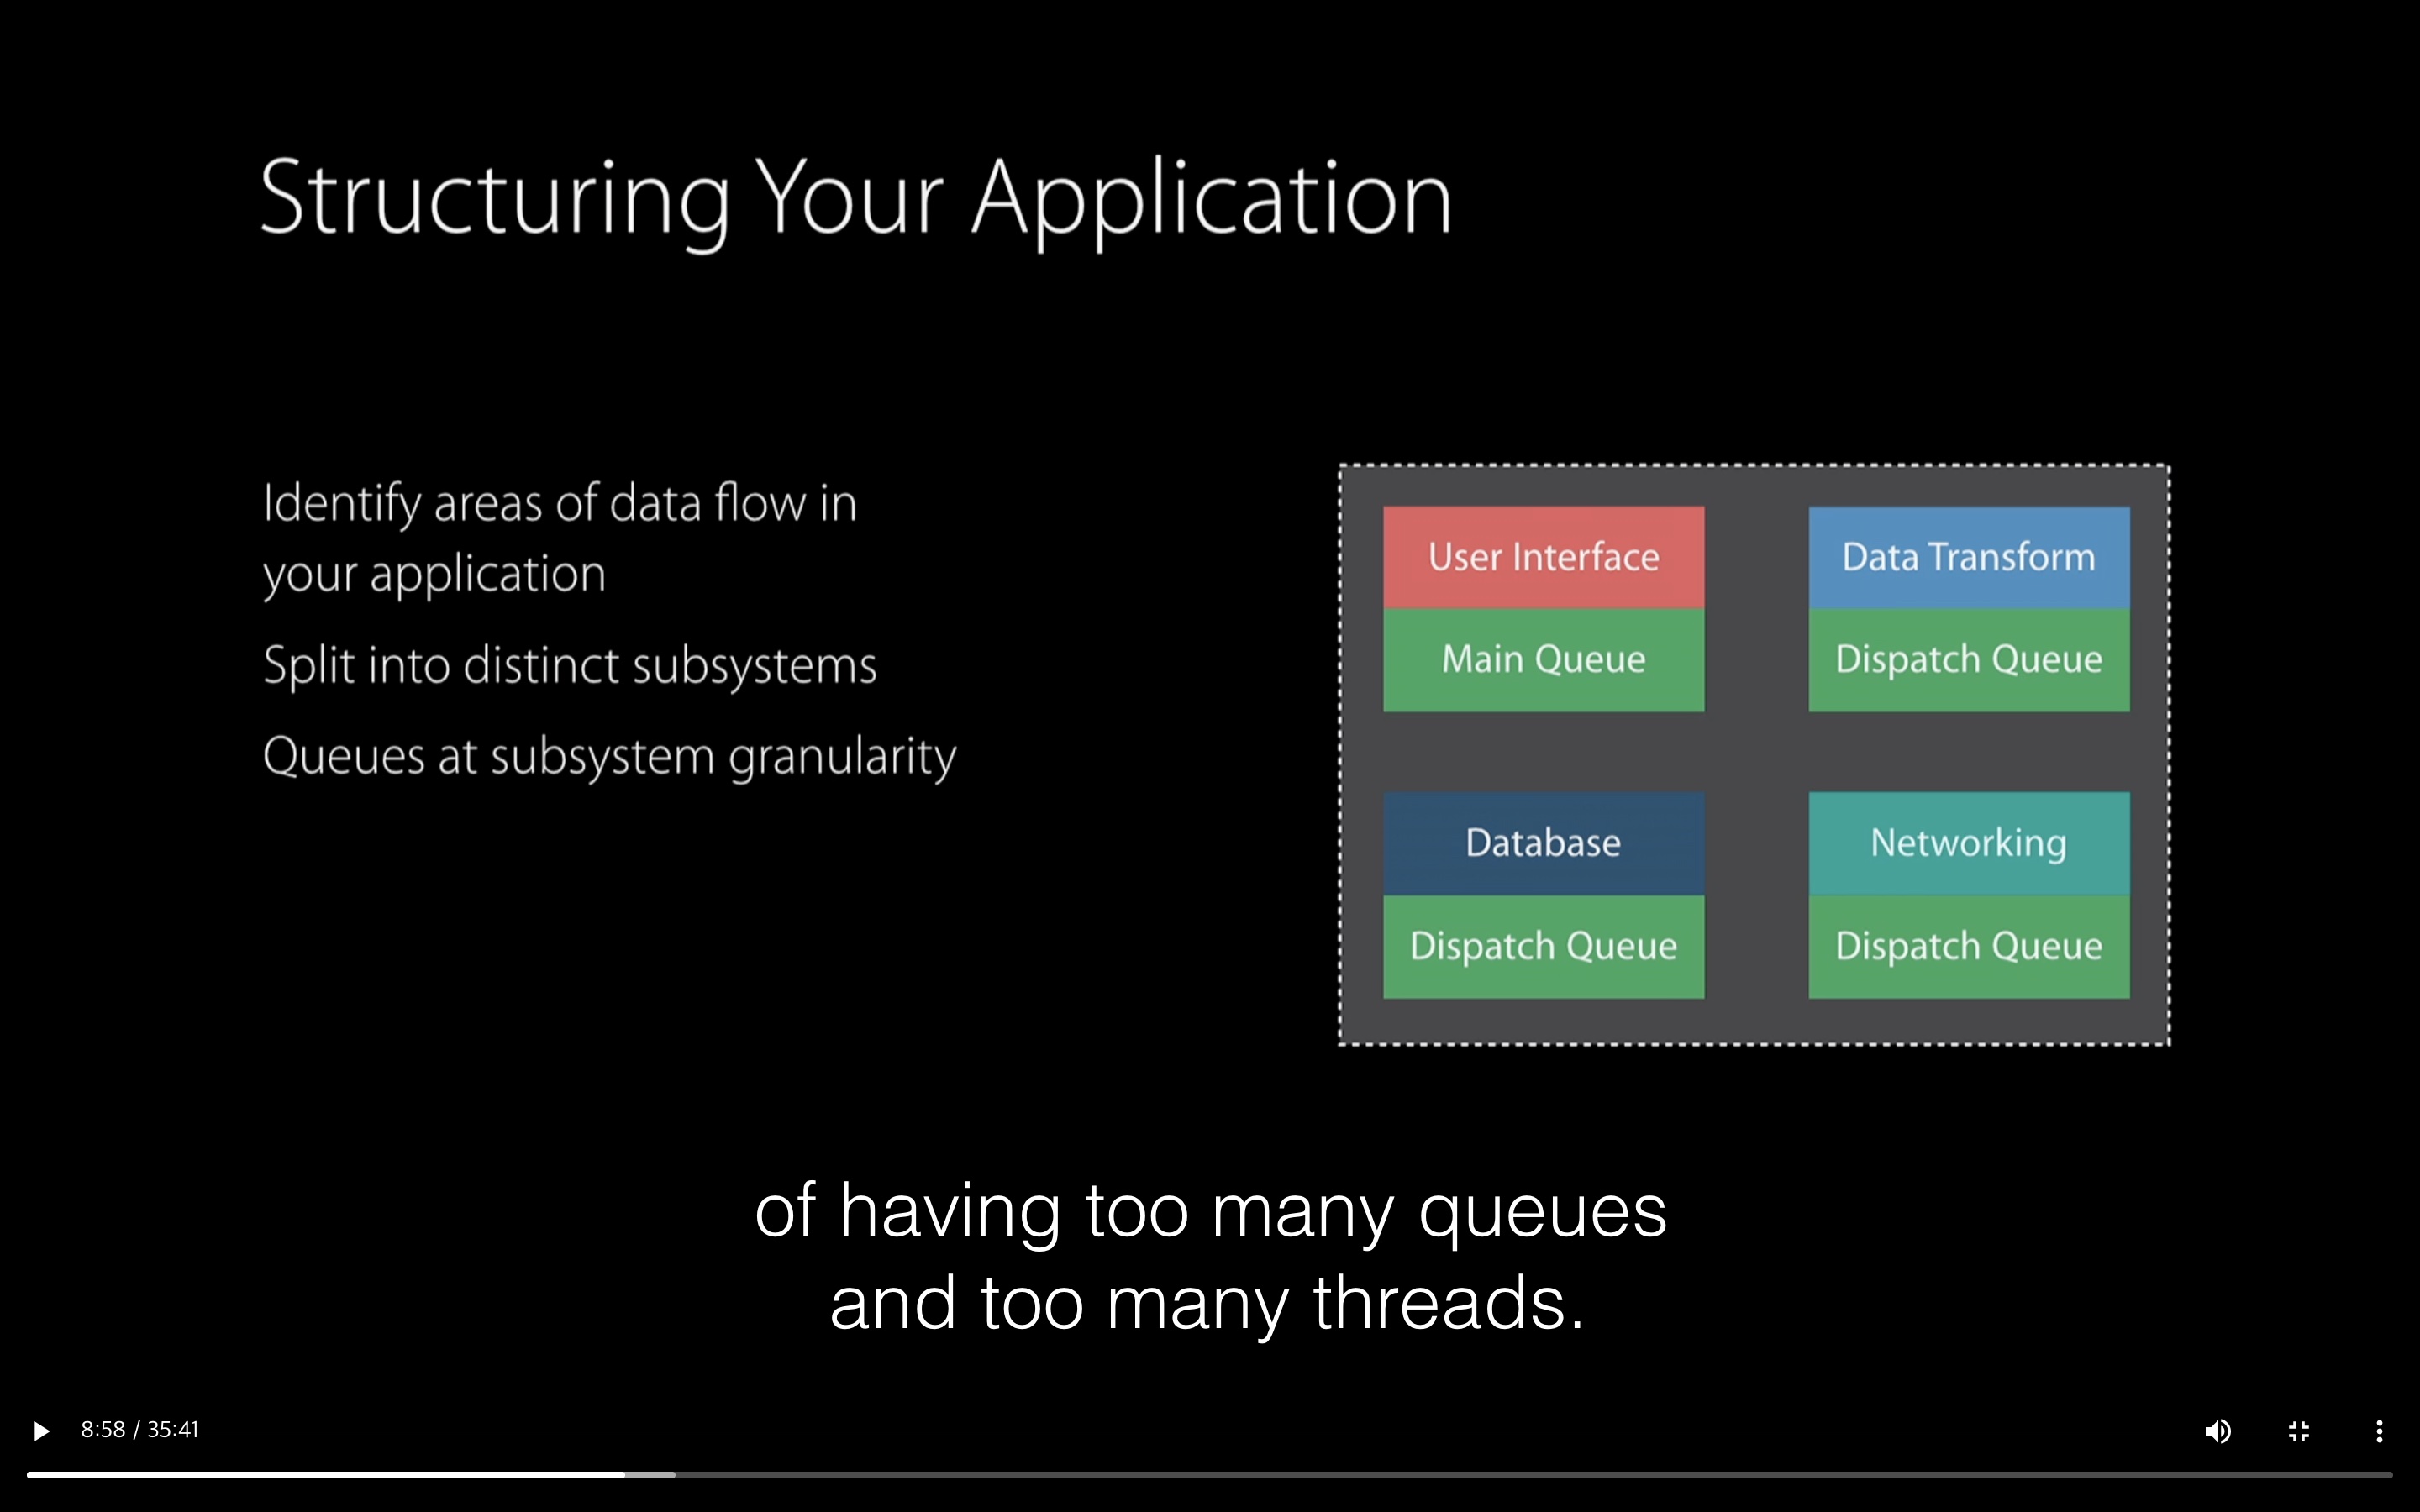 Structuring Your Application
Identify areas of data flow in
your application
Split into distinct subsystems
Queues at subsystem granularity
User Interface
Main Queue
Data Transform
Dispatch Queue
Database
Dispatch Queue
Networking
Dispatch Queue
of having too many queues
and too many threads.
8:58 / 35:41